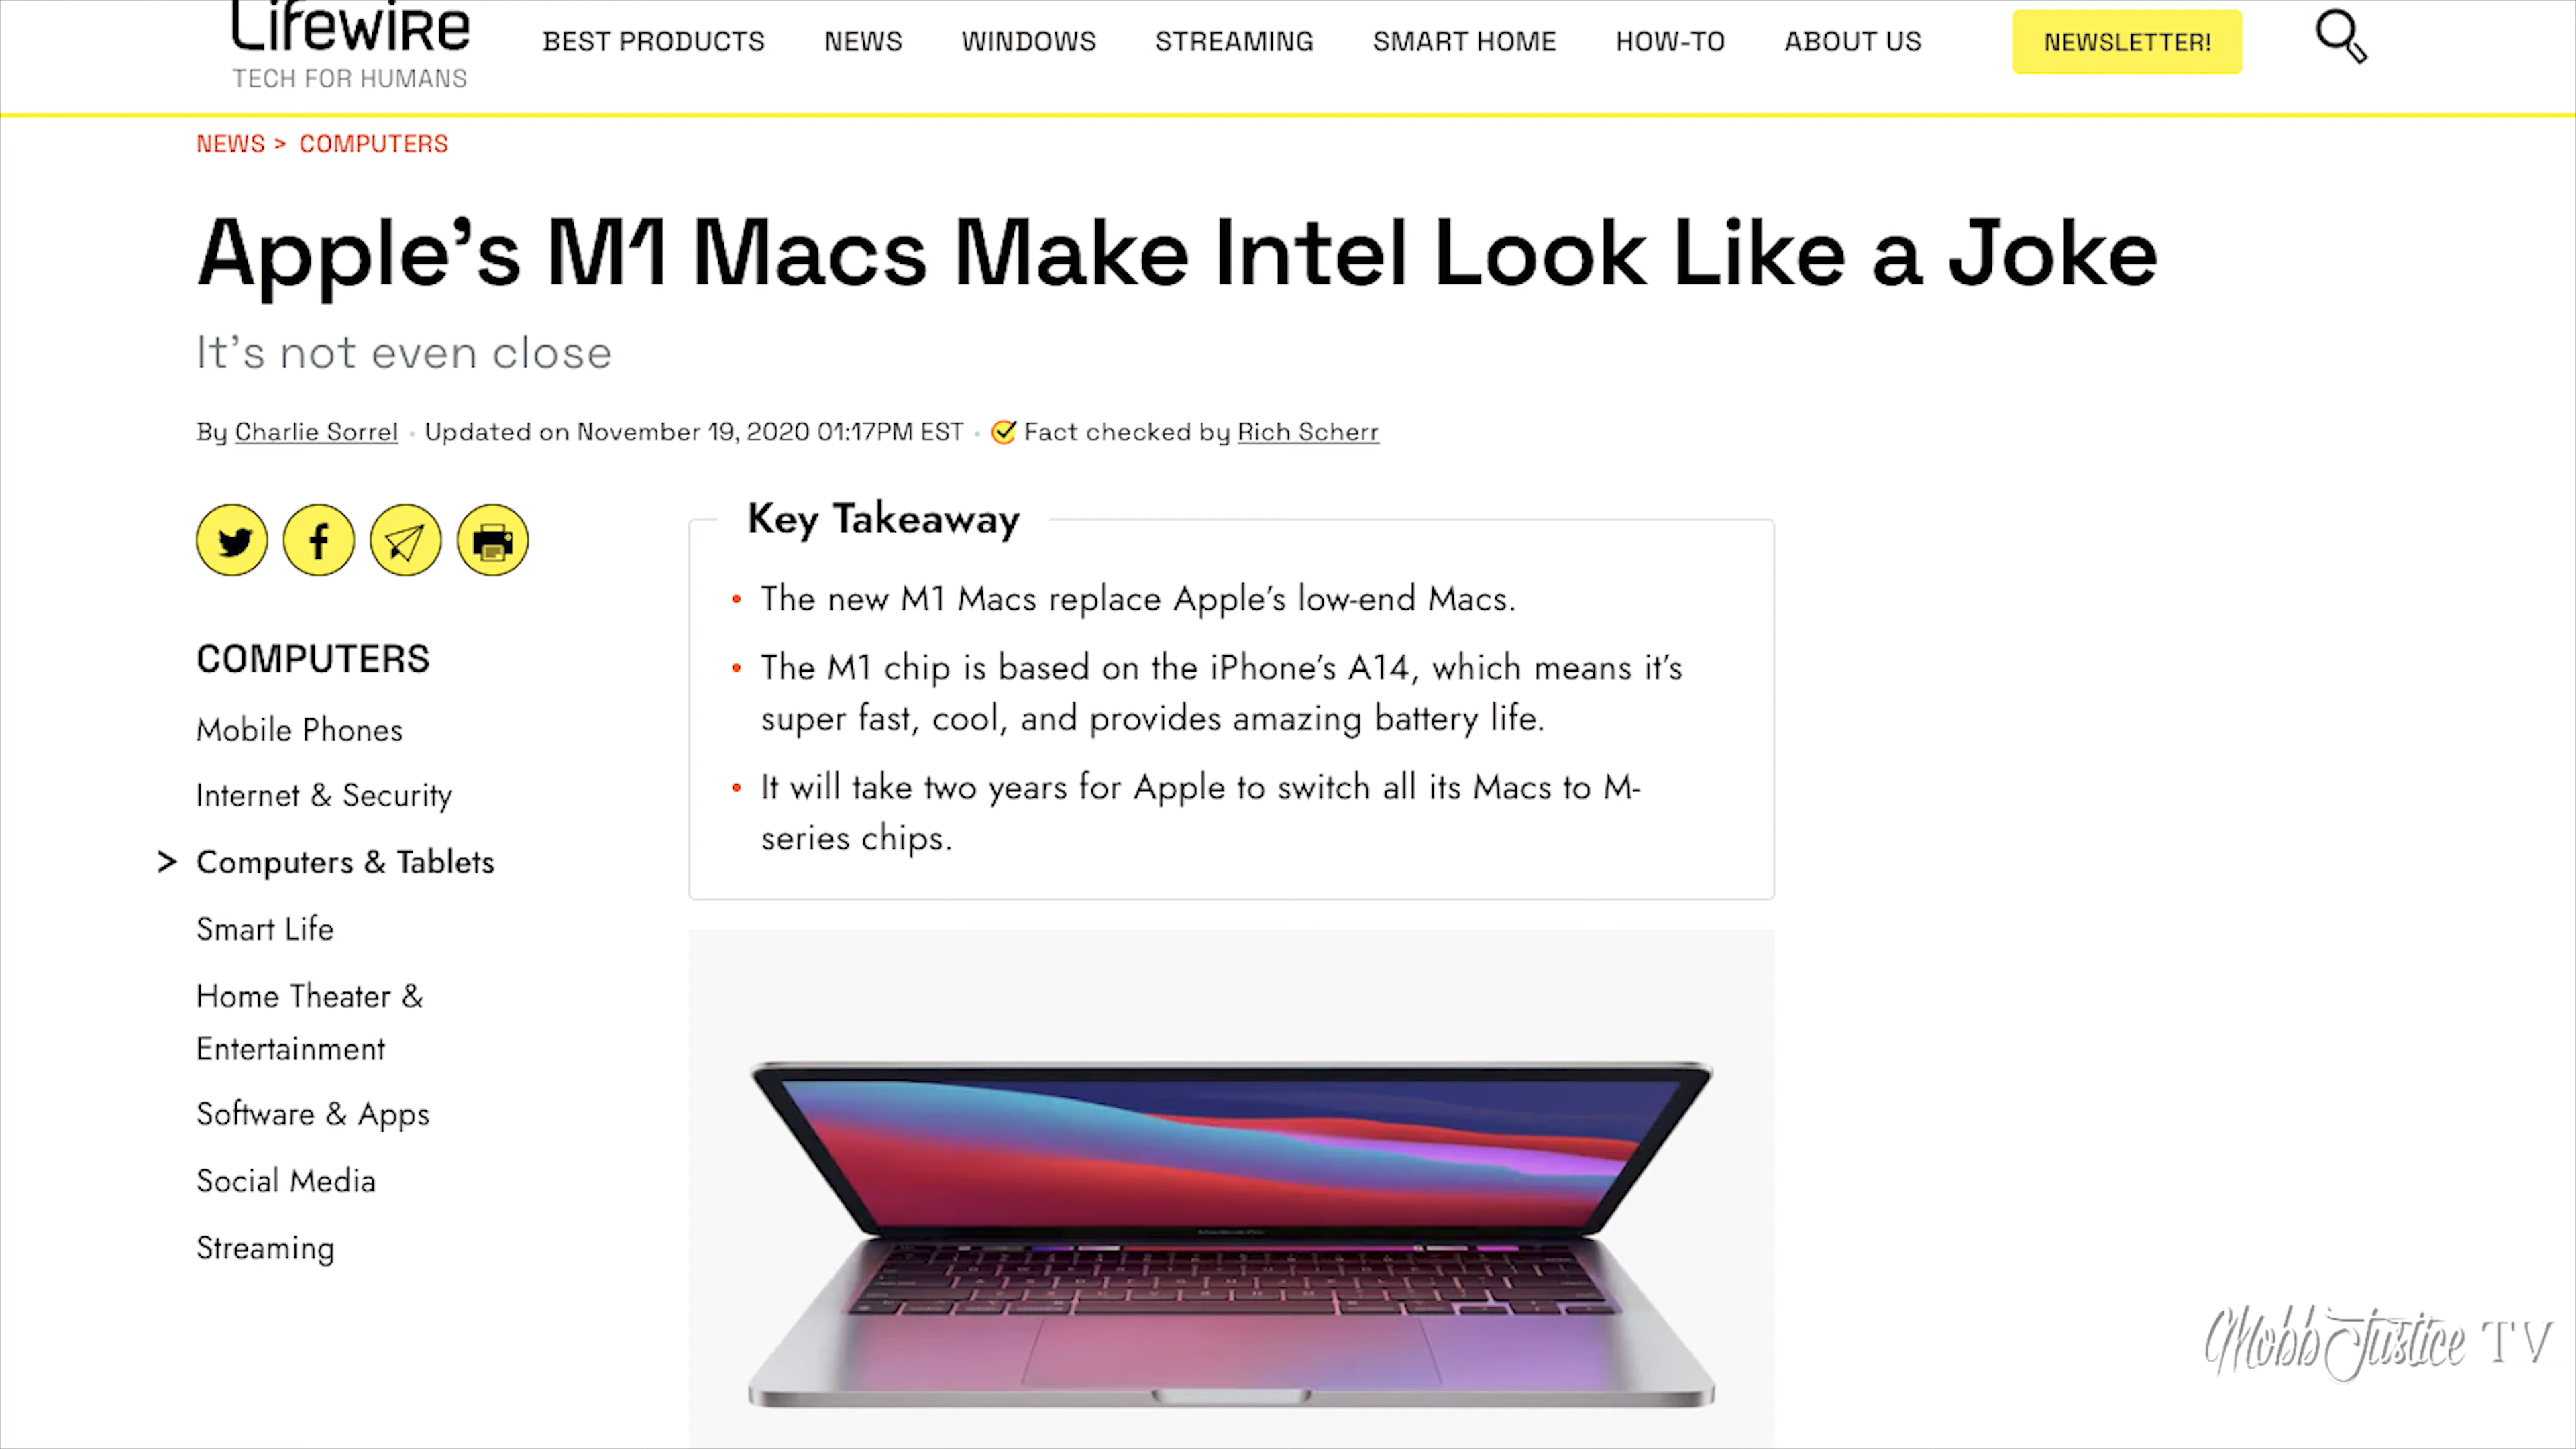 Lifewire
TECH FOR HUMANS
BEST PRODUCTS
NEWS
WINDOWS
STREAMING
SMART HOME
HOW-TO
ABOUT US
NEWSLETTER!
NEWS > COMPUTERS
Apple's M1 Macs Make Intel Look Like a Joke
It's not even close
By Charlie Sorrel • Updated on November 19, 2020 01:17PM EST • Fact checked by Rich Scherr
COMPUTERS
Mobile Phones
Internet & Security
> Computers & Tablets
Smart Life
Home Theater &
Entertainment
Software & Apps
Social Media
Streaming
Key Takeaway
• The new M1 Macs replace Apple's low-end Macs.
• The M1 chip is based on the iPhone's A14, which means it's
super fast, cool, and provides amazing battery life.
• It will take two years for Apple to switch all its Macs to M-
series chips.
MobbJustice TV